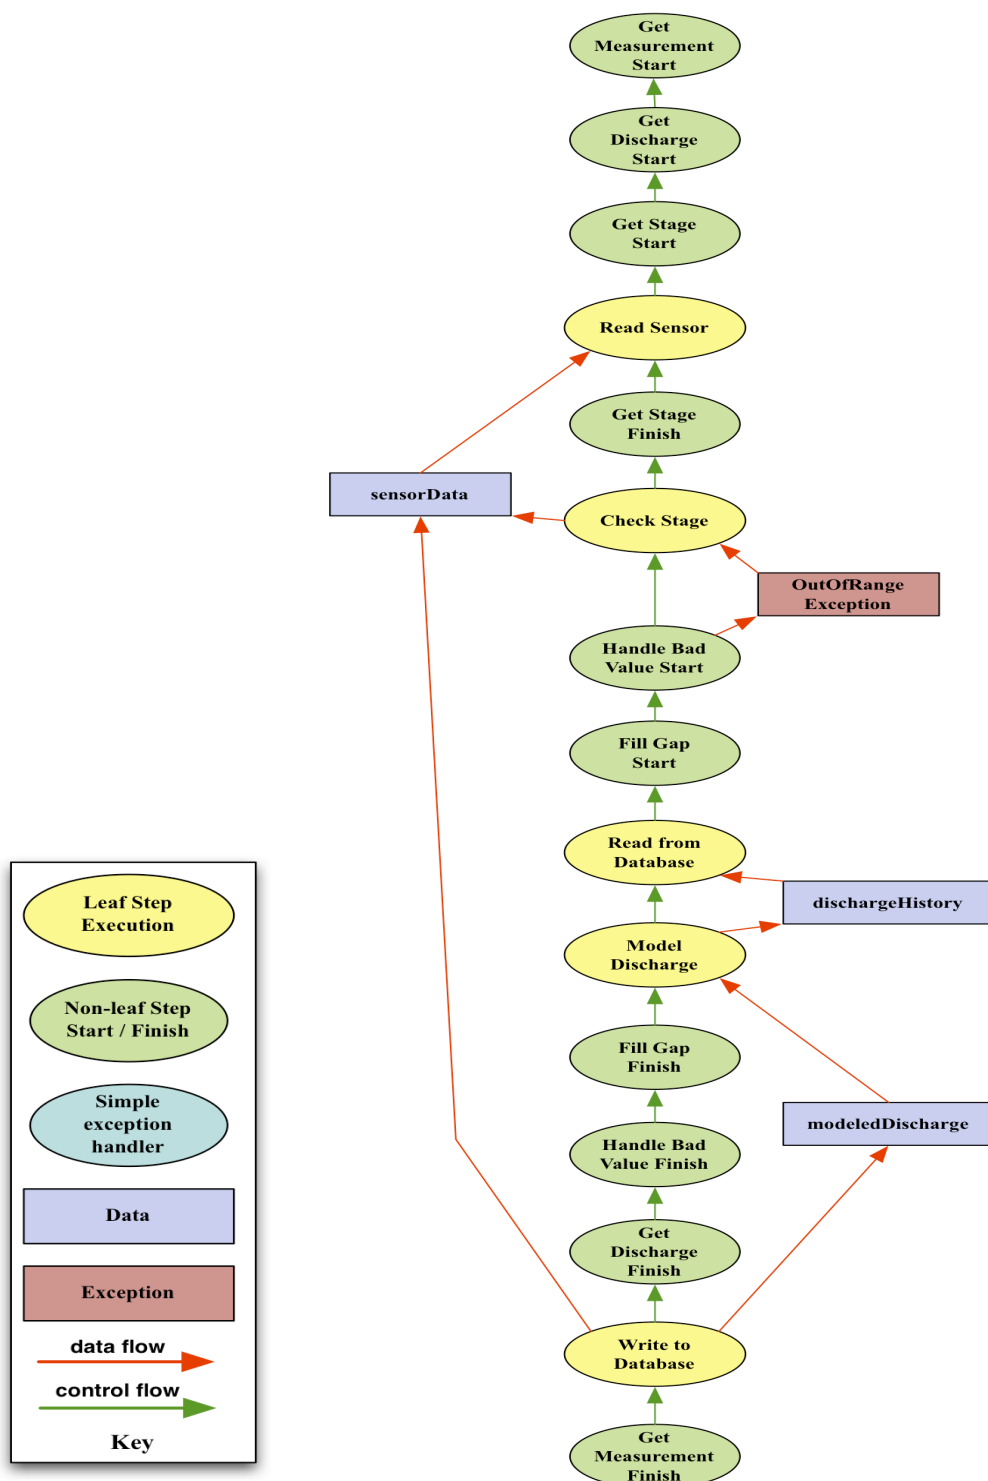 Get
Measurement
Start
Get
Discharge
Start
Get Stage
Start
Read Sensor
Get Stage
Finish
sensorData
Check Stage
OutOfRange
Exception
Handle Bad
Value Start
Fill Gap
Start
Read from
Database
dischargeHistory
Model
Discharge
Fill Gap
Finish
modeledDischarge
Handle Bad
Value Finish
Get
Discharge
Finish
Write to
Database
Get
Measurement
Finish
Leaf Step
Execution
Non-leaf Step
Start / Finish
Simple
exception
handler
Data
Exception
data flow
control flow
Key